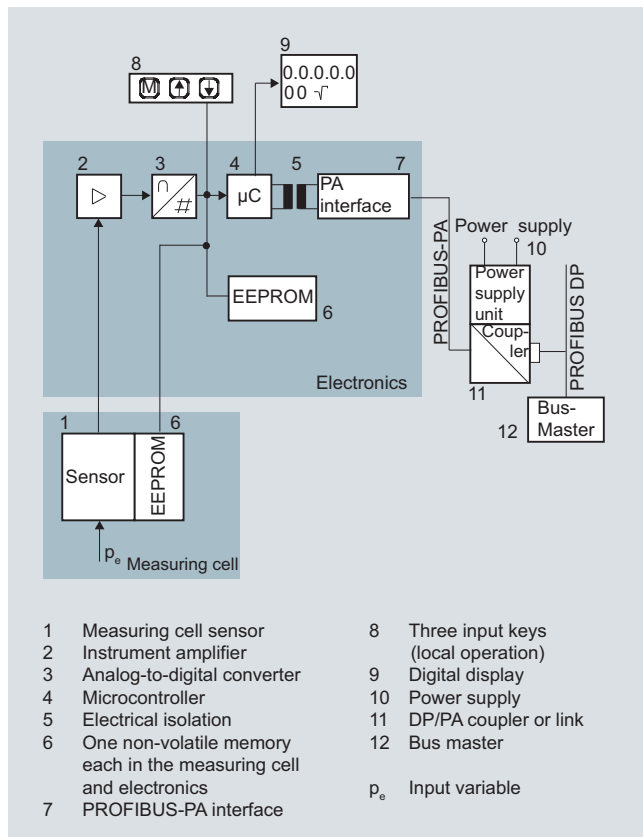 9
8
0.0.0.0.0
0 0 √
M
2
3
4
5
7
∩
#
µC
PA
interface
Power supply
10
PROFIBUS-PA
Power
supply
unit
PROFIBUS DP
EEPROM
6
Coup-
ler
Electronics
11
12
Bus-
Master
1
6
Sensor
EEPROM
pe
Measuring cell
1 Measuring cell sensor
2 Instrument amplifier
3 Analog-to-digital converter
4 Microcontroller
5 Electrical isolation
6 One non-volatile memory
each in the measuring cell
and electronics
7 PROFIBUS-PA interface
8 Three input keys
(local operation)
9 Digital display
10 Power supply
11 DP/PA coupler or link
12 Bus master
pe Input variable